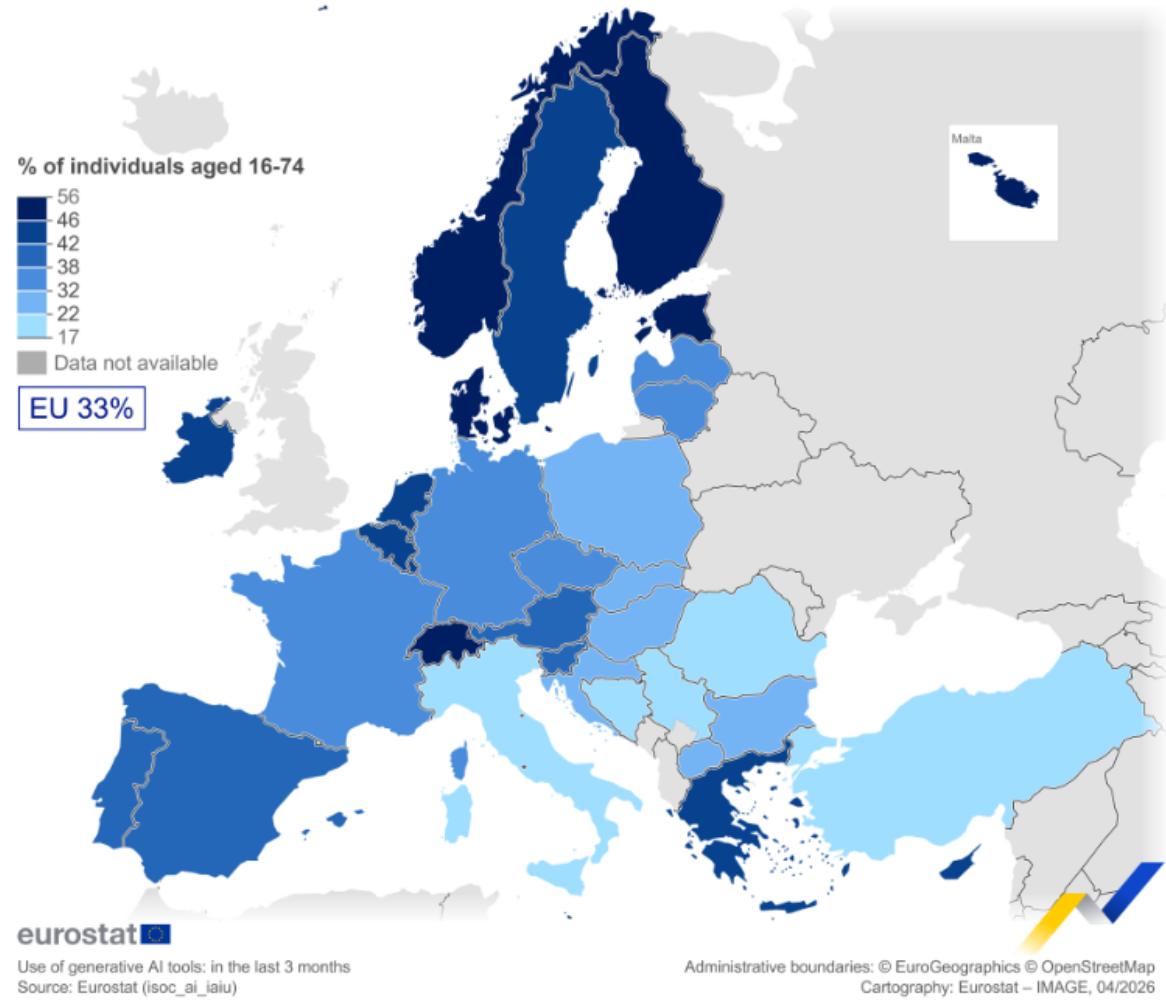 Malta
% of individuals aged 16-74
56
46
42
38
32
22
17
Data not available
EU 33%
eurostat
Use of generative AI tools: in the last 3 months
Source: Eurostat (isoc_ai_iaiu)
Administrative boundaries: © EuroGeographics © OpenStreetMap
Cartography: Eurostat – IMAGE, 04/2026